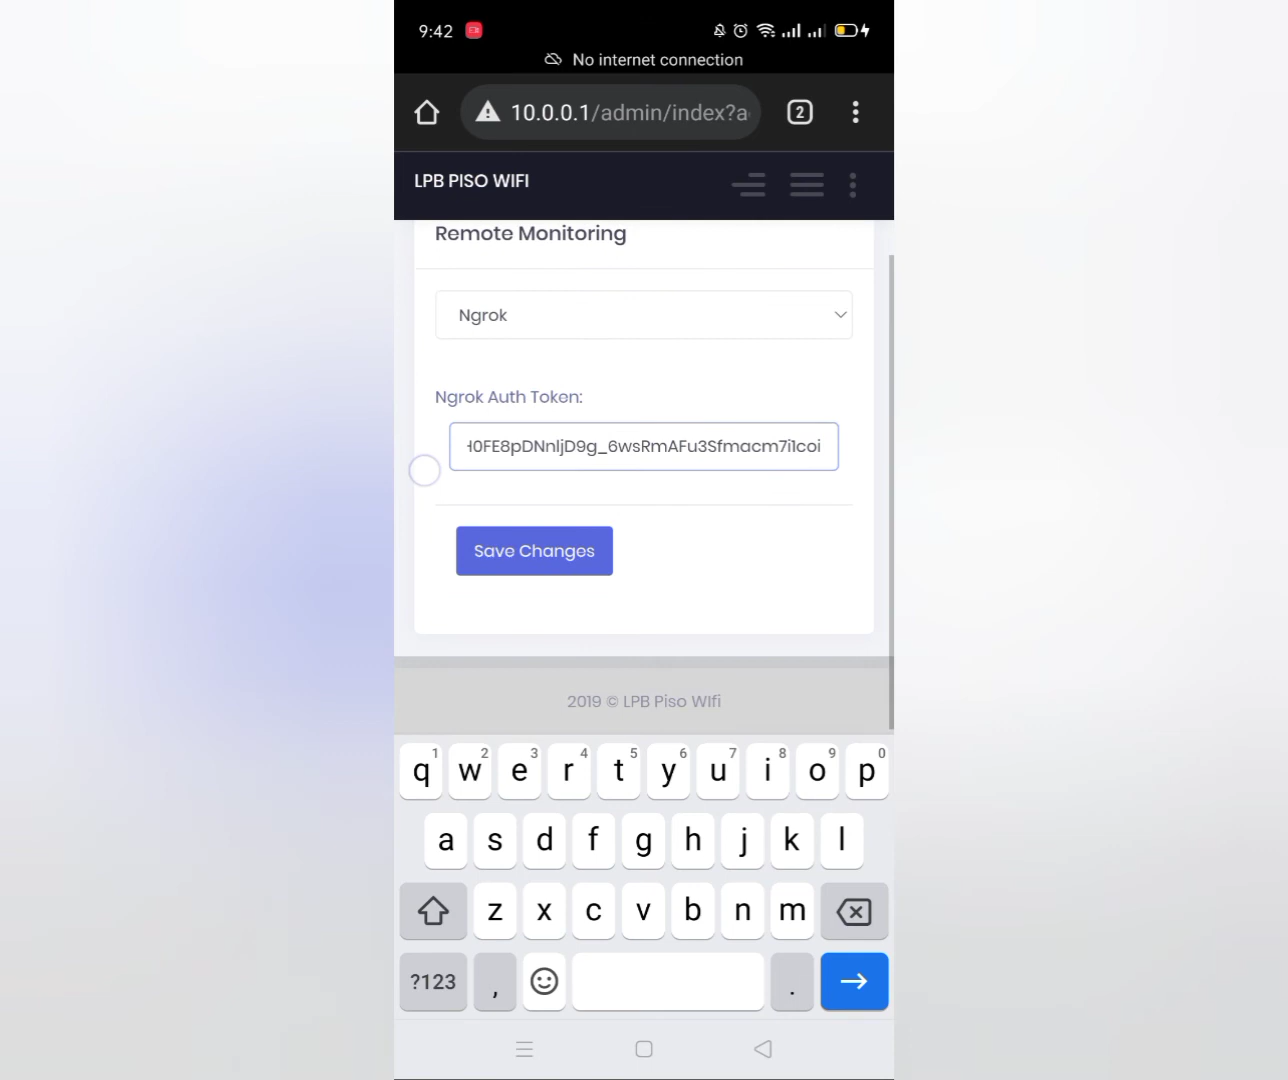 9:42
No internet connection
10.0.0.1/admin/index?a
2
LPB PISO WIFI
Remote Monitoring
Ngrok
Ngrok Auth Token:
H0FE8pDNnljD9g_6wsRmAFu3Sfmacm7i1coi
Save Changes
2019 © LPB Piso WIfi
1 2 3 4 5 6 7 8 9 0
q w e r t y u i o p
a s d f g h j k l
z x c v b n m
?123 , .